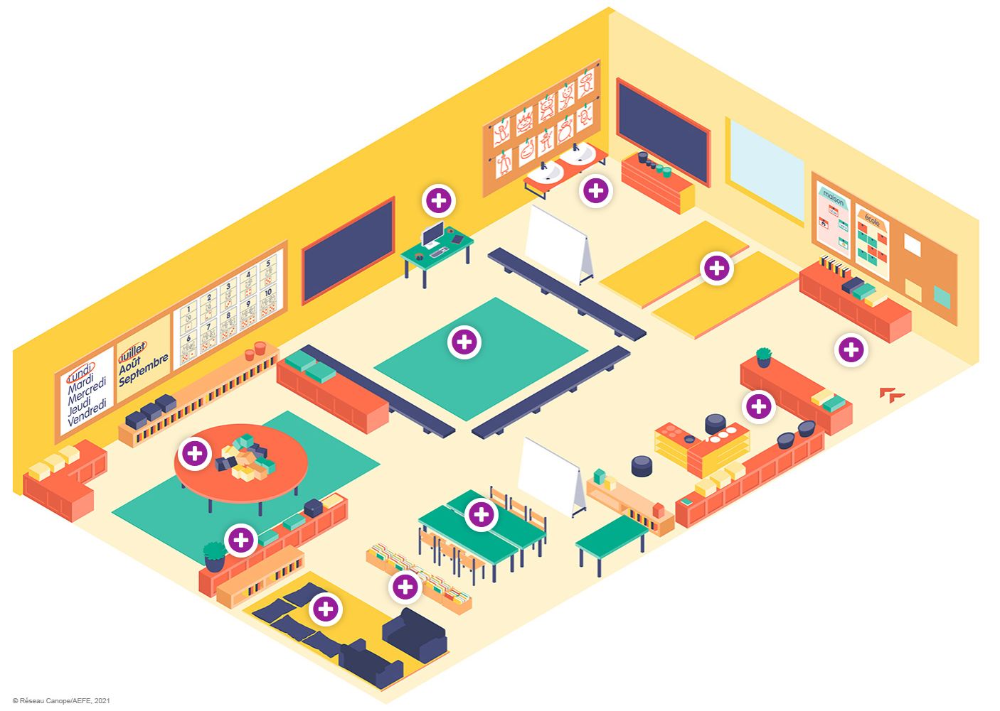 maison
école
1
2
3
4
5
6
7
8
9
10
Lundi
Mardi
Mercredi
Jeudi
Vendredi
Juillet
Août
Septembre
© Réseau Canope/AEFE, 2021